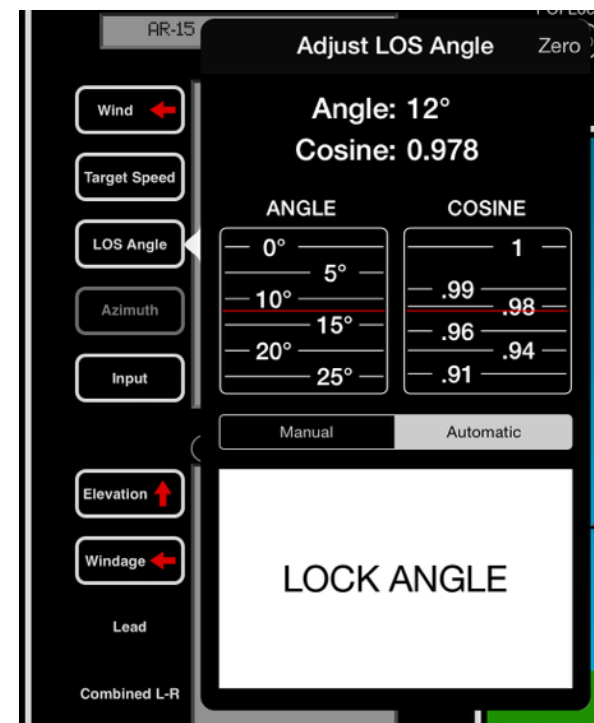 AR-15
Adjust LOS Angle Zero
Wind
Angle: 12°
Cosine: 0.978
Target Speed
ANGLE COSINE
LOS Angle
0° 1
5°
.99
10° .98
Azimuth
15° .96
20° .94
Input
25° .91
Manual Automatic
Elevation
Windage
LOCK ANGLE
Lead
Combined L-R